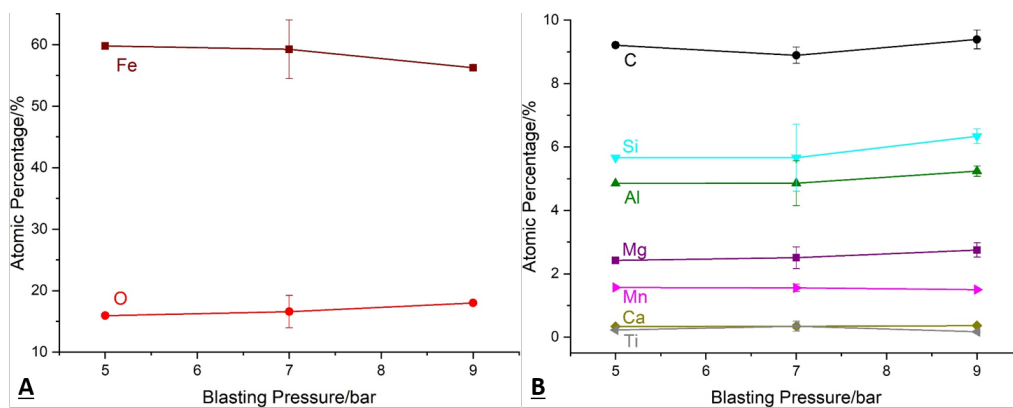 Atomic Percentage/%
60
50
40
30
20
10
Fe
O
5 6 7 8 9
Blasting Pressure/bar
A
Atomic Percentage/%
10
8
6
4
2
0
C
Si
Al
Mg
Mn
Ca
Ti
5 6 7 8 9
Blasting Pressure/bar
B